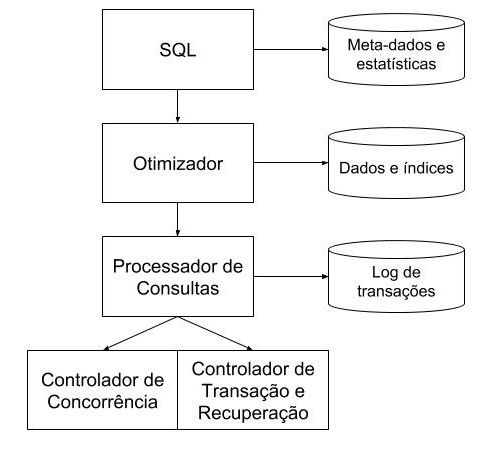 SQL
Meta-dados e
estatísticas
Otimizador
Dados e índices
Processador de
Consultas
Log de
transações
Controlador de
Concorrência
Controlador de
Transação e
Recuperação